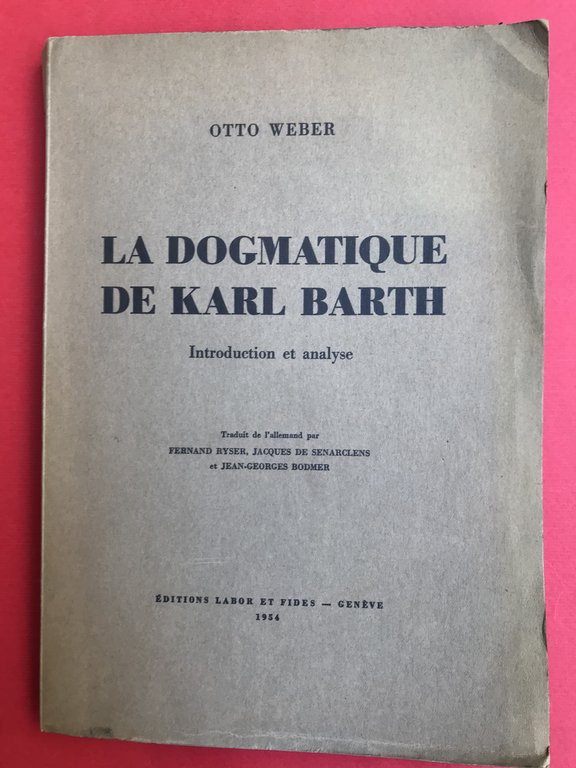 OTTO WEBER
LA DOGMATIQUE
DE KARL BARTH
Introduction et analyse
Traduit de l'allemand par
FERNAND RYSER, JACQUES DE SENARCLENS
et JEAN-GEORGES BODMER
ÉDITIONS LABOR ET FIDES — GENÈVE
1954